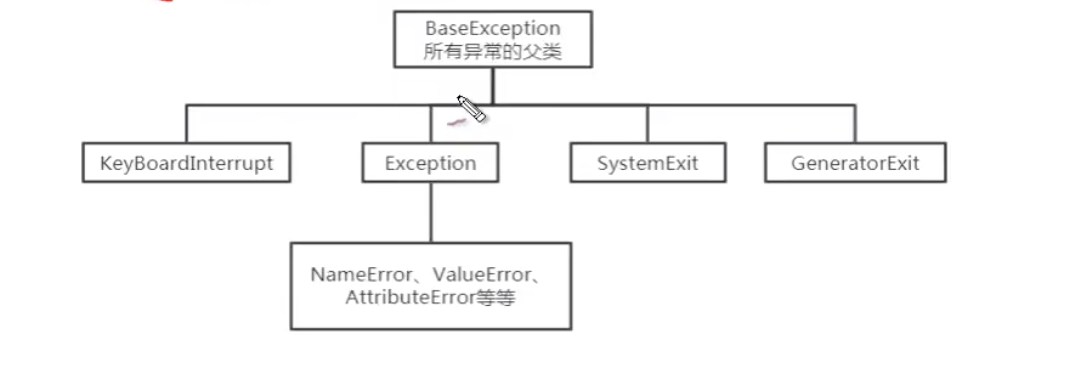 BaseException
所有异常的父类
KeyBoardInterrupt
Exception
SystemExit
GeneratorExit
NameError、ValueError、
AttributeError等等